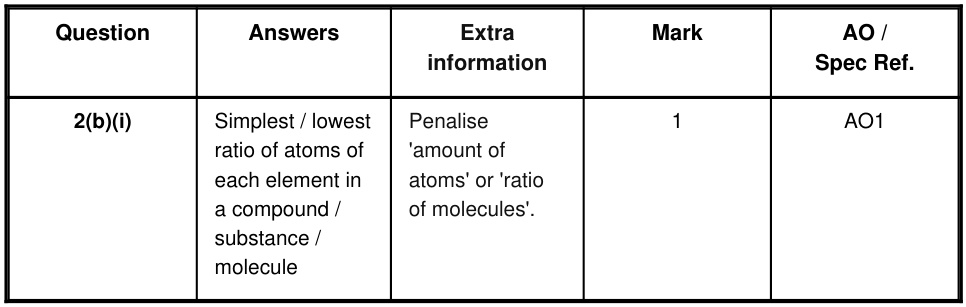 Question
Answers
Extra
information
Mark
AO /
Spec Ref.
2(b)(i)
Simplest / lowest
ratio of atoms of
each element in
a compound /
substance /
molecule
Penalise
'amount of
atoms' or 'ratio
of molecules'.
1
AO1